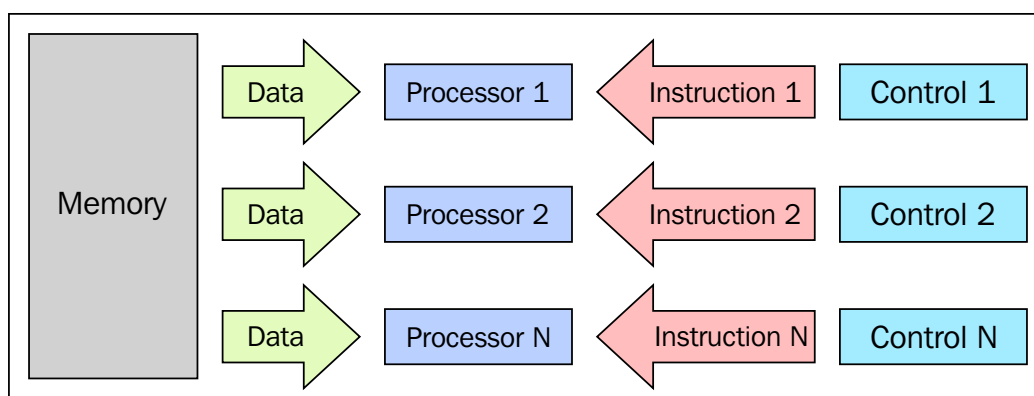 Memory
Data
Processor 1
Instruction 1
Control 1
Data
Processor 2
Instruction 2
Control 2
Data
Processor N
Instruction N
Control N